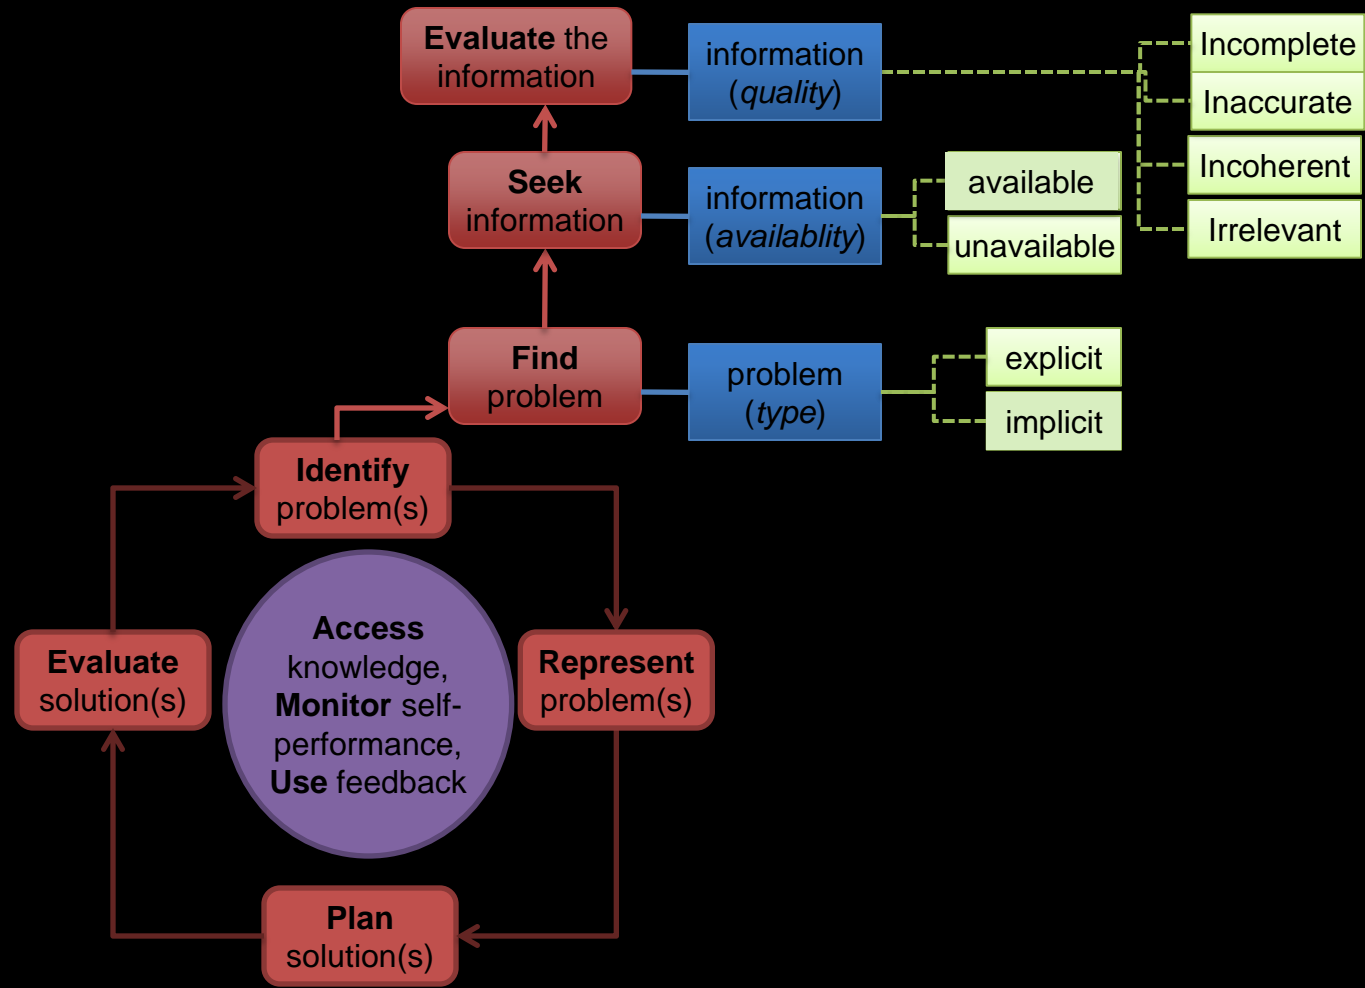 Evaluate the
information
information
(quality)
Incomplete
Inaccurate
Incoherent
Irrelevant
Seek
information
information
(availablity)
available
unavailable
Find
problem
problem
(type)
explicit
implicit
Identify
problem(s)
Access
knowledge,
Monitor self-
performance,
Use feedback
Evaluate
solution(s)
Represent
problem(s)
Plan
solution(s)